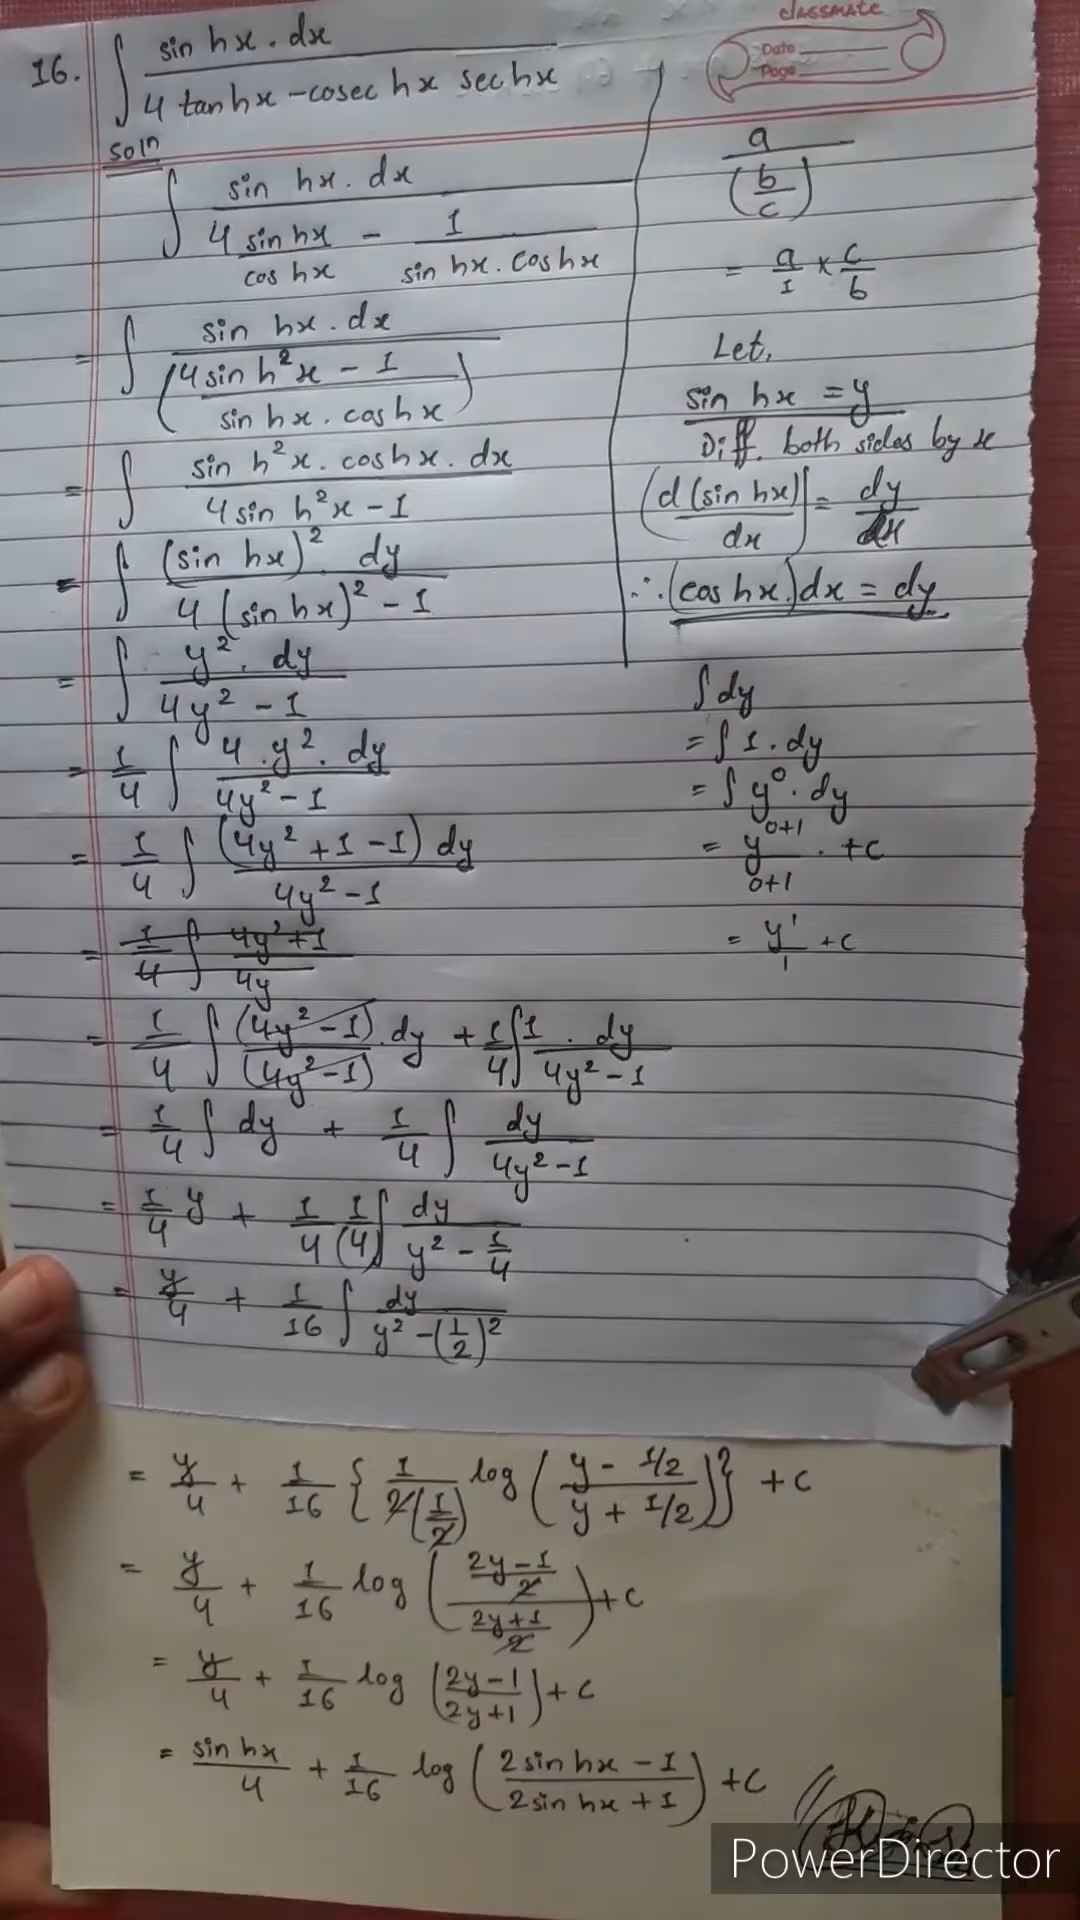 classmate
Date
Page
16. ∫ sin hx . dx / 4 tan hx - cosec hx sec hx
Soln
∫ sin hx. dx / (4 sin hx / cos hx - 1 / sin hx. cos hx)
= ∫ sin hx . dx / ((4 sin h²x - 1) / (sin hx . cos hx))
= ∫ sin h²x. cos hx. dx / 4 sin h²x - 1
= ∫ (sin hx)². dy / 4 (sin hx)² - 1
= ∫ y². dy / 4y² - 1
= 1/4 ∫ 4 . y². dy / 4y² - 1
= 1/4 ∫ (4y² + 1 - 1) dy / 4y² - 1
= 1/4 ∫ 4y² + 1 / 4y
= 1/4 ∫ (4y² - 1) / (4y² - 1) . dy + 1/4 ∫ 1 . dy / 4y² - 1
= 1/4 ∫ dy + 1/4 ∫ dy / 4y² - 1
= 1/4 y + 1/4 1/(4) ∫ dy / y² - 1/4
= y/4 + 1/16 ∫ dy / y² - (1/2)²
a / (b/c)
= a/1 × c/b
Let,
sin hx = y
Diff. both sides by x
(d (sin hx) / dx) = dy / dx
∴ (cos hx.) dx = dy
∫ dy
= ∫ 1 . dy
= ∫ y⁰ . dy
= y⁰⁺¹ / 0+1 . + c
= y¹ / 1 + c
= y/4 + 1/16 { 1 / 2(1/2) log ( y - 1/2 / y + 1/2 ) } + c
= y/4 + 1/16 log ( (2y - 1 / 2) / (2y + 1 / 2) ) + c
= y/4 + 1/16 log ( 2y - 1 / 2y + 1 ) + c
= sin hx / 4 + 1/16 log ( 2 sin hx - 1 / 2 sin hx + 1 ) + c
PowerDirector